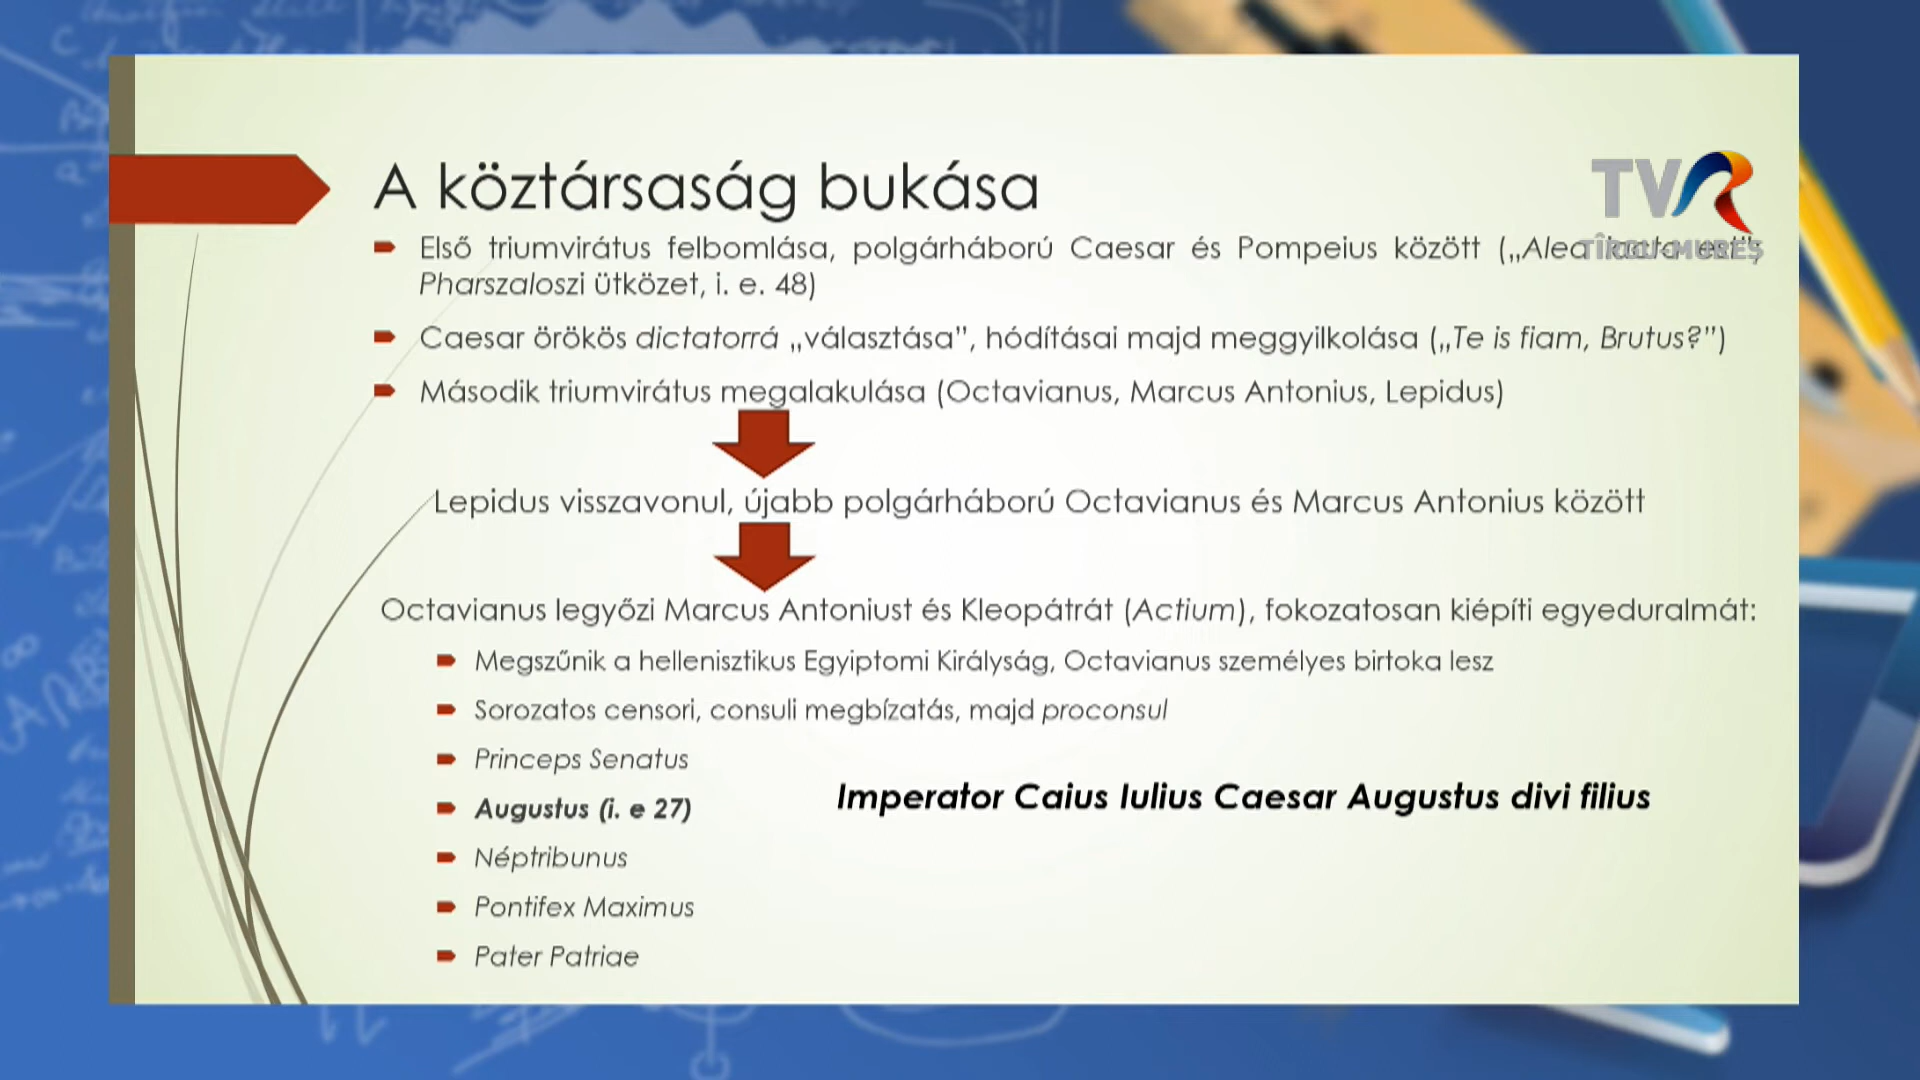 A köztársaság bukása
TVR
TÎRGU-MUREȘ
Első triumvirátus felbomlása, polgárháború Caesar és Pompeius között („Alea
Pharszaloszi ütközet, i. e. 48)
Caesar örökös dictatorrá „választása”, hódításai majd meggyilkolása („Te is fiam, Brutus?”)
Második triumvirátus megalakulása (Octavianus, Marcus Antonius, Lepidus)
Lepidus visszavonul, újabb polgárháború Octavianus és Marcus Antonius között
Octavianus legyőzi Marcus Antoniust és Kleopátrát (Actium), fokozatosan kiépíti egyeduralmát:
Megszűnik a hellenisztikus Egyiptomi Királyság, Octavianus személyes birtoka lesz
Sorozatos censori, consuli megbízatás, majd proconsul
Princeps Senatus
Augustus (i. e 27)
Imperator Caius Iulius Caesar Augustus divi filius
Néptribunus
Pontifex Maximus
Pater Patriae